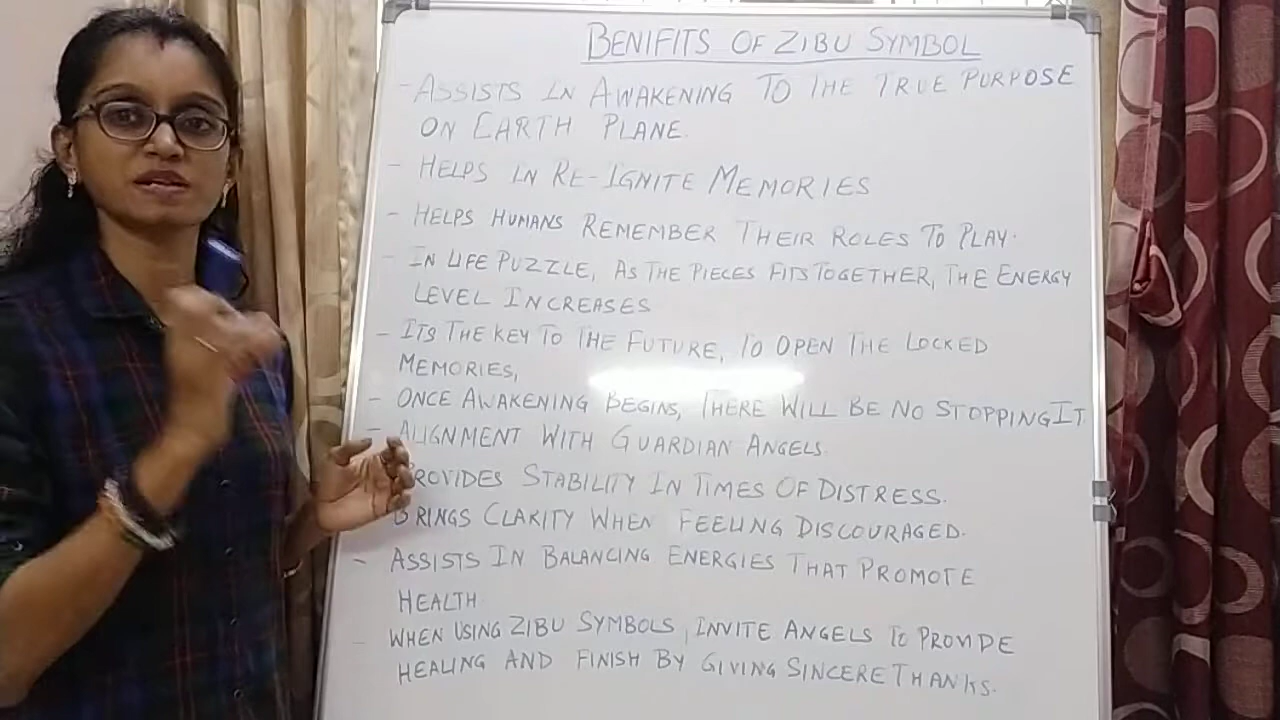 BENIFITS OF ZIBU SYMBOL
- ASSISTS IN AWAKENING TO THE TRUE PURPOSE
ON EARTH PLANE.
- HELPS IN RE-IGNITE MEMORIES
- HELPS HUMANS REMEMBER THEIR ROLES TO PLAY.
- IN LIFE PUZZLE, AS THE PIECES FITS TOGETHER, THE ENERGY
LEVEL INCREASES
- ITS THE KEY TO THE FUTURE, TO OPEN THE LOCKED
MEMORIES,
- ONCE AWAKENING BEGINS, THERE WILL BE NO STOPPING IT.
- ALIGNMENT WITH GUARDIAN ANGELS.
PROVIDES STABILITY IN TIMES OF DISTRESS.
BRINGS CLARITY WHEN FEELING DISCOURAGED.
- ASSISTS IN BALANCING ENERGIES THAT PROMOTE
HEALTH
- WHEN USING ZIBU SYMBOLS, INVITE ANGELS TO PROVIDE
HEALING AND FINISH BY GIVING SINCERE THANKS.